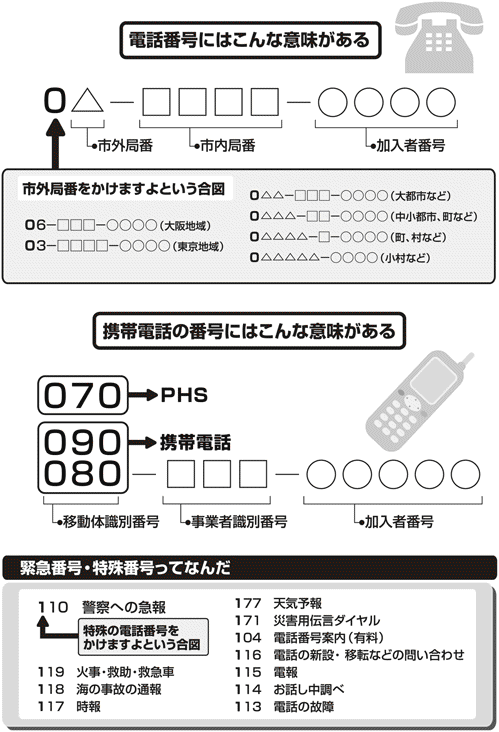 電話番号にはこんな意味がある
0△─□□□□─○○○○
●市外局番 ●市内局番 ●加入者番号
市外局番をかけますよという合図
06─□□□─○○○○(大阪地域)
03─□□□□─○○○○(東京地域)
0△△─□□□─○○○○(大都市など)
0△△△─□□─○○○○(中小都市、町など)
0△△△△─□─○○○○(町、村など)
0△△△△△─○○○○(小村など)
携帯電話の番号にはこんな意味がある
070→PHS
090→携帯電話
080─□□□─○○○○○
●移動体識別番号 ●事業者識別番号 ●加入者番号
緊急番号・特殊番号ってなんだ
110 警察への急報
特殊の電話番号を
かけますよという合図
119 火事・救助・救急車
118 海の事故の通報
117 時報
177 天気予報
171 災害用伝言ダイヤル
104 電話番号案内(有料)
116 電話の新設・移転などの問い合わせ
115 電報
114 お話し中調べ
113 電話の故障